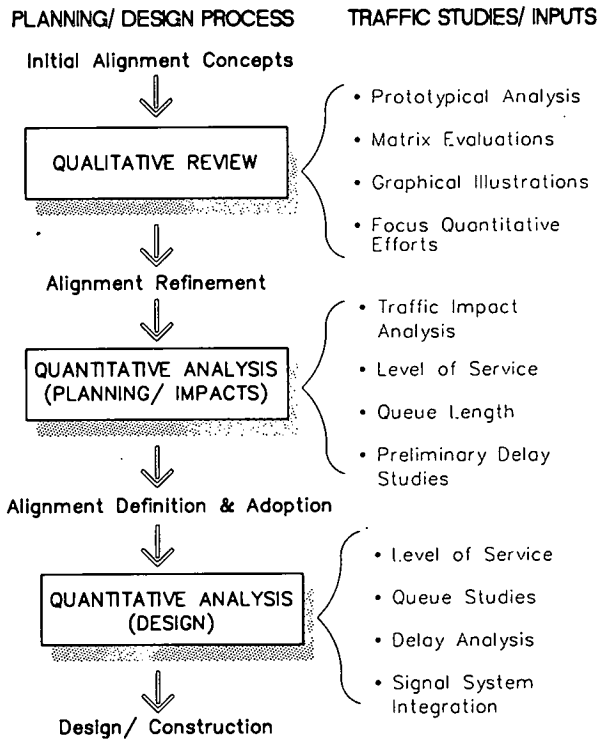 PLANNING/ DESIGN PROCESS
Initial Alignment Concepts
QUALITATIVE REVIEW
Alignment Refinement
QUANTITATIVE ANALYSIS
(PLANNING/ IMPACTS)
Alignment Definition & Adoption
QUANTITATIVE ANALYSIS
(DESIGN)
Design/ Construction
TRAFFIC STUDIES/ INPUTS
• Prototypical Analysis
• Matrix Evaluations
• Graphical Illustrations
• Focus Quantitative
Efforts
• Traffic Impact
Analysis
• Level of Service
• Queue Length
• Preliminary Delay
Studies
• Level of Service
• Queue Studies
• Delay Analysis
• Signal System
Integration